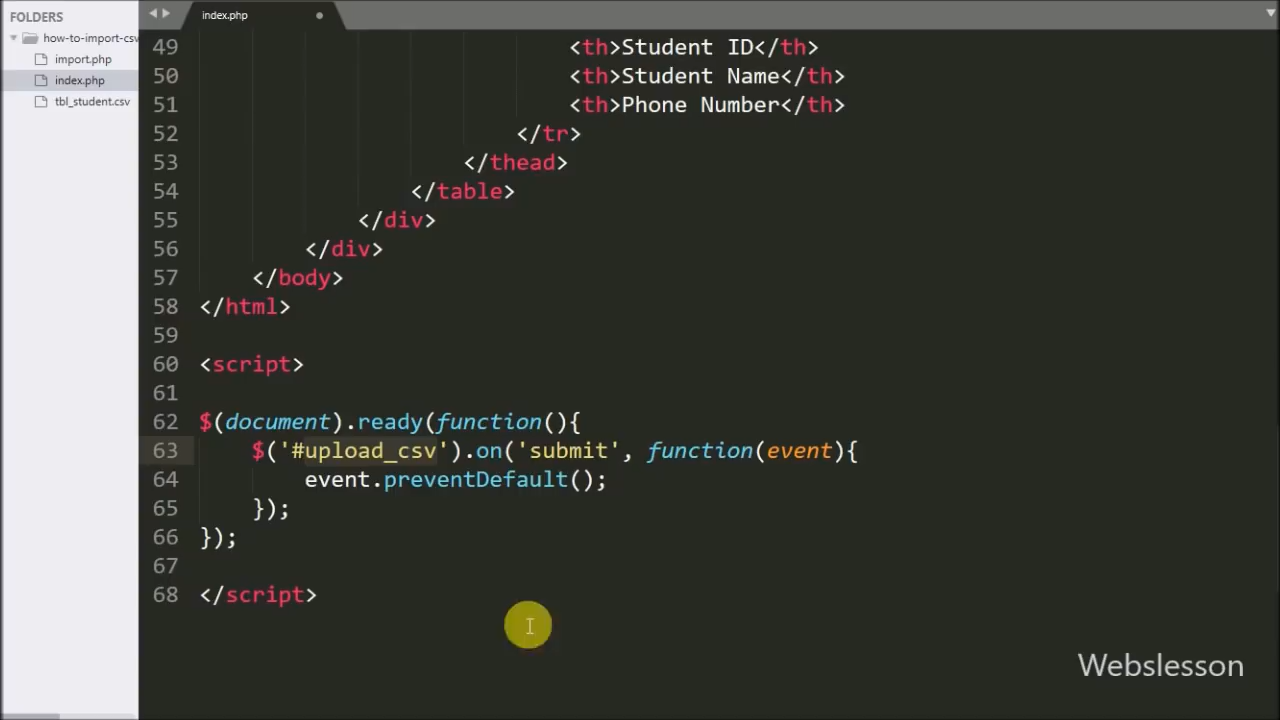 FOLDERS
how-to-import-csv
import.php
index.php
tbl_student.csv
index.php
49 <th>Student ID</th>
50 <th>Student Name</th>
51 <th>Phone Number</th>
52 </tr>
53 </thead>
54 </table>
55 </div>
56 </div>
57 </body>
58 </html>
59
60 <script>
61
62 $(document).ready(function(){
63 $('#upload_csv').on('submit', function(event){
64 event.preventDefault();
65 });
66 });
67
68 </script>
Webslesson